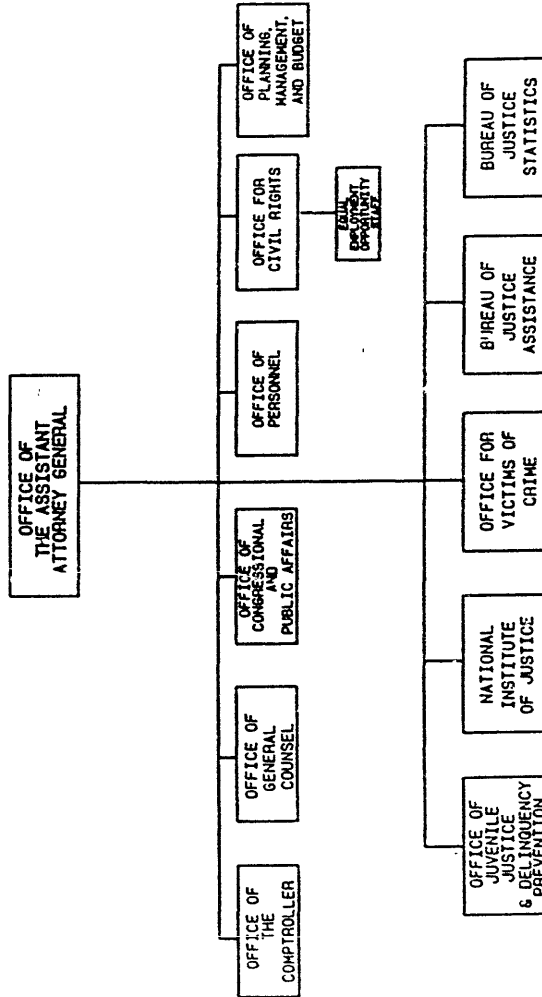 OFFICE OF
THE ASSISTANT
ATTORNEY GENERAL
OFFICE OF
THE
COMPTROLLER
OFFICE OF
GENERAL
COUNSEL
OFFICE OF
CONGRESSIONAL
AND
PUBLIC AFFAIRS
OFFICE OF
PERSONNEL
OFFICE FOR
CIVIL RIGHTS
OFFICE OF
PLANNING,
MANAGEMENT,
AND BUDGET
EQUAL
EMPLOYMENT
OPPORTUNITY
STAFF
OFFICE OF
JUVENILE
JUSTICE
& DELINQUENCY
PREVENTION
NATIONAL
INSTITUTE
OF JUSTICE
OFFICE FOR
VICTIMS OF
CRIME
BUREAU OF
JUSTICE
ASSISTANCE
BUREAU OF
JUSTICE
STATISTICS